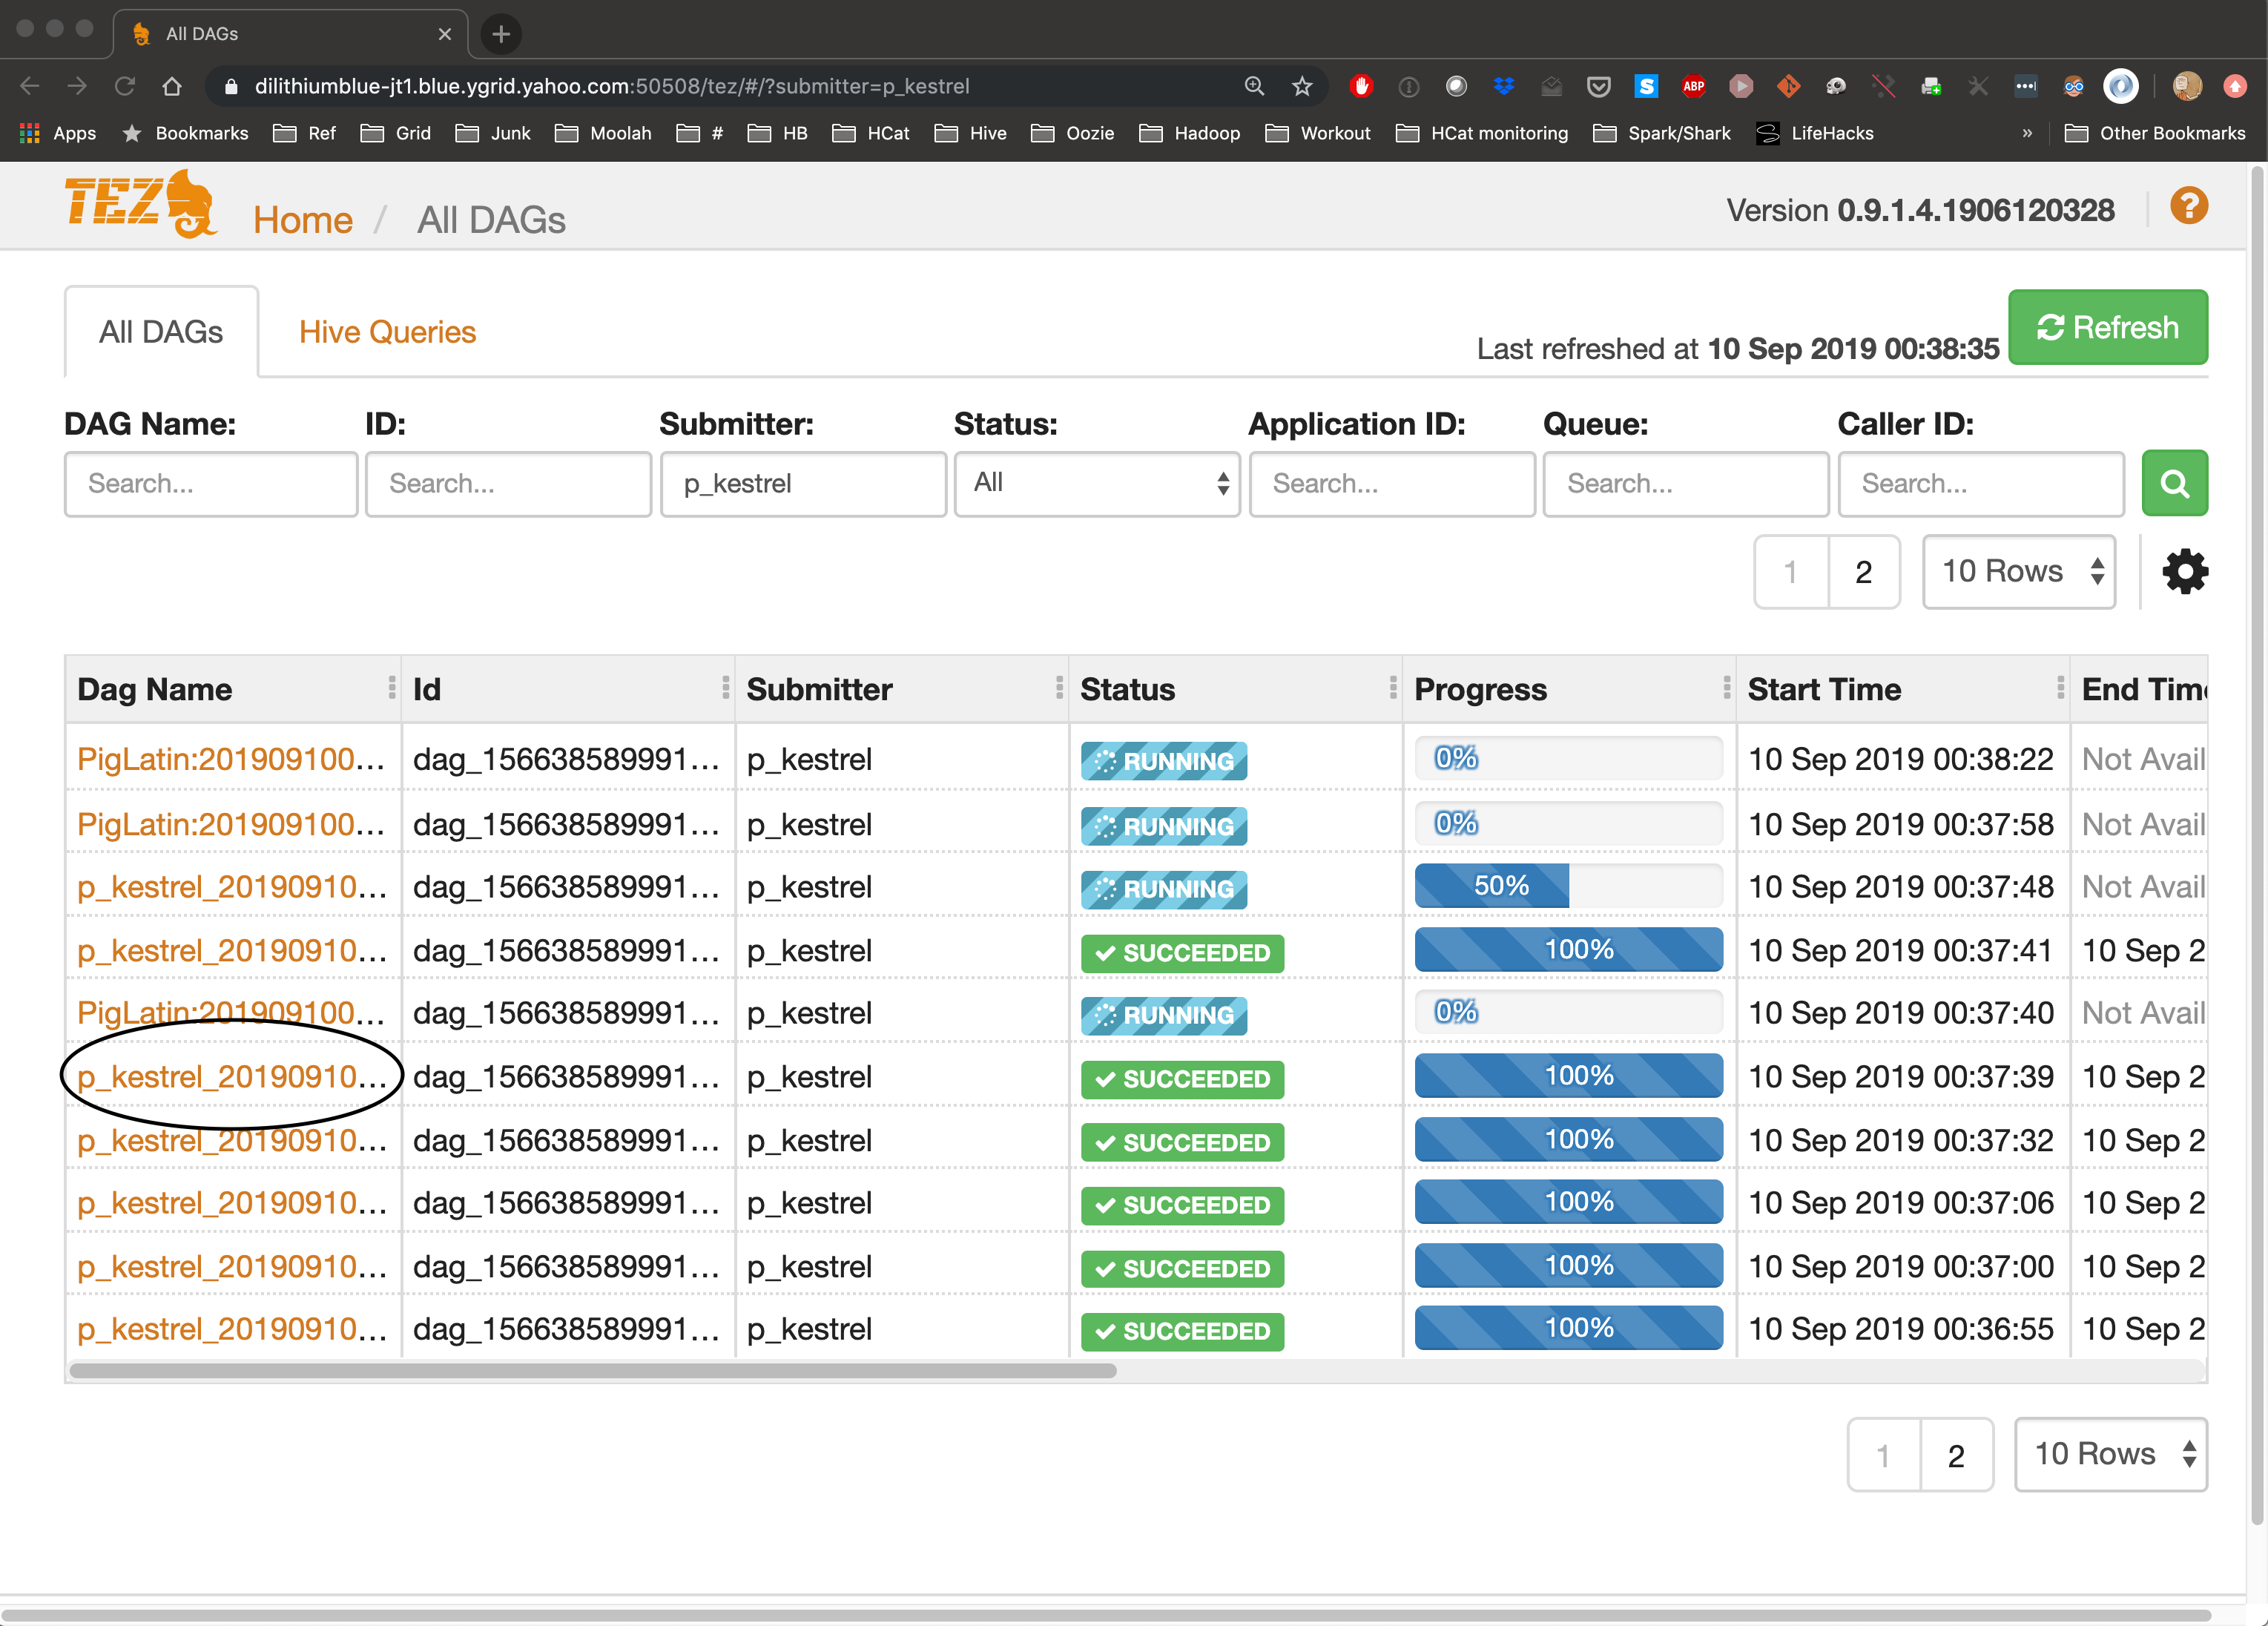 All DAGs
dilithiumblue-jt1.blue.ygrid.yahoo.com:50508/tez/#/?submitter=p_kestrel
ABP
Apps Bookmarks Ref Grid Junk Moolah # HB HCat Hive Oozie Hadoop Workout HCat monitoring Spark/Shark LifeHacks » Other Bookmarks
TEZ Home / All DAGs Version 0.9.1.4.1906120328 ?
All DAGs Hive Queries Last refreshed at 10 Sep 2019 00:38:35 Refresh
DAG Name: ID: Submitter: Status: Application ID: Queue: Caller ID:
Search... Search... p_kestrel All Search... Search... Search...
1 2 10 Rows
Dag Name Id Submitter Status Progress Start Time End Time
PigLatin:201909100... dag_156638589991... p_kestrel RUNNING 0% 10 Sep 2019 00:38:22 Not Avail
PigLatin:201909100... dag_156638589991... p_kestrel RUNNING 0% 10 Sep 2019 00:37:58 Not Avail
p_kestrel_20190910... dag_156638589991... p_kestrel RUNNING 50% 10 Sep 2019 00:37:48 Not Avail
p_kestrel_20190910... dag_156638589991... p_kestrel SUCCEEDED 100% 10 Sep 2019 00:37:41 10 Sep 2
PigLatin:201909100... dag_156638589991... p_kestrel RUNNING 0% 10 Sep 2019 00:37:40 Not Avail
p_kestrel_20190910... dag_156638589991... p_kestrel SUCCEEDED 100% 10 Sep 2019 00:37:39 10 Sep 2
p_kestrel_20190910... dag_156638589991... p_kestrel SUCCEEDED 100% 10 Sep 2019 00:37:32 10 Sep 2
p_kestrel_20190910... dag_156638589991... p_kestrel SUCCEEDED 100% 10 Sep 2019 00:37:06 10 Sep 2
p_kestrel_20190910... dag_156638589991... p_kestrel SUCCEEDED 100% 10 Sep 2019 00:37:00 10 Sep 2
p_kestrel_20190910... dag_156638589991... p_kestrel SUCCEEDED 100% 10 Sep 2019 00:36:55 10 Sep 2
1 2 10 Rows